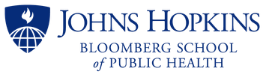 JOHNS HOPKINS
BLOOMBERG SCHOOL
of PUBLIC HEALTH